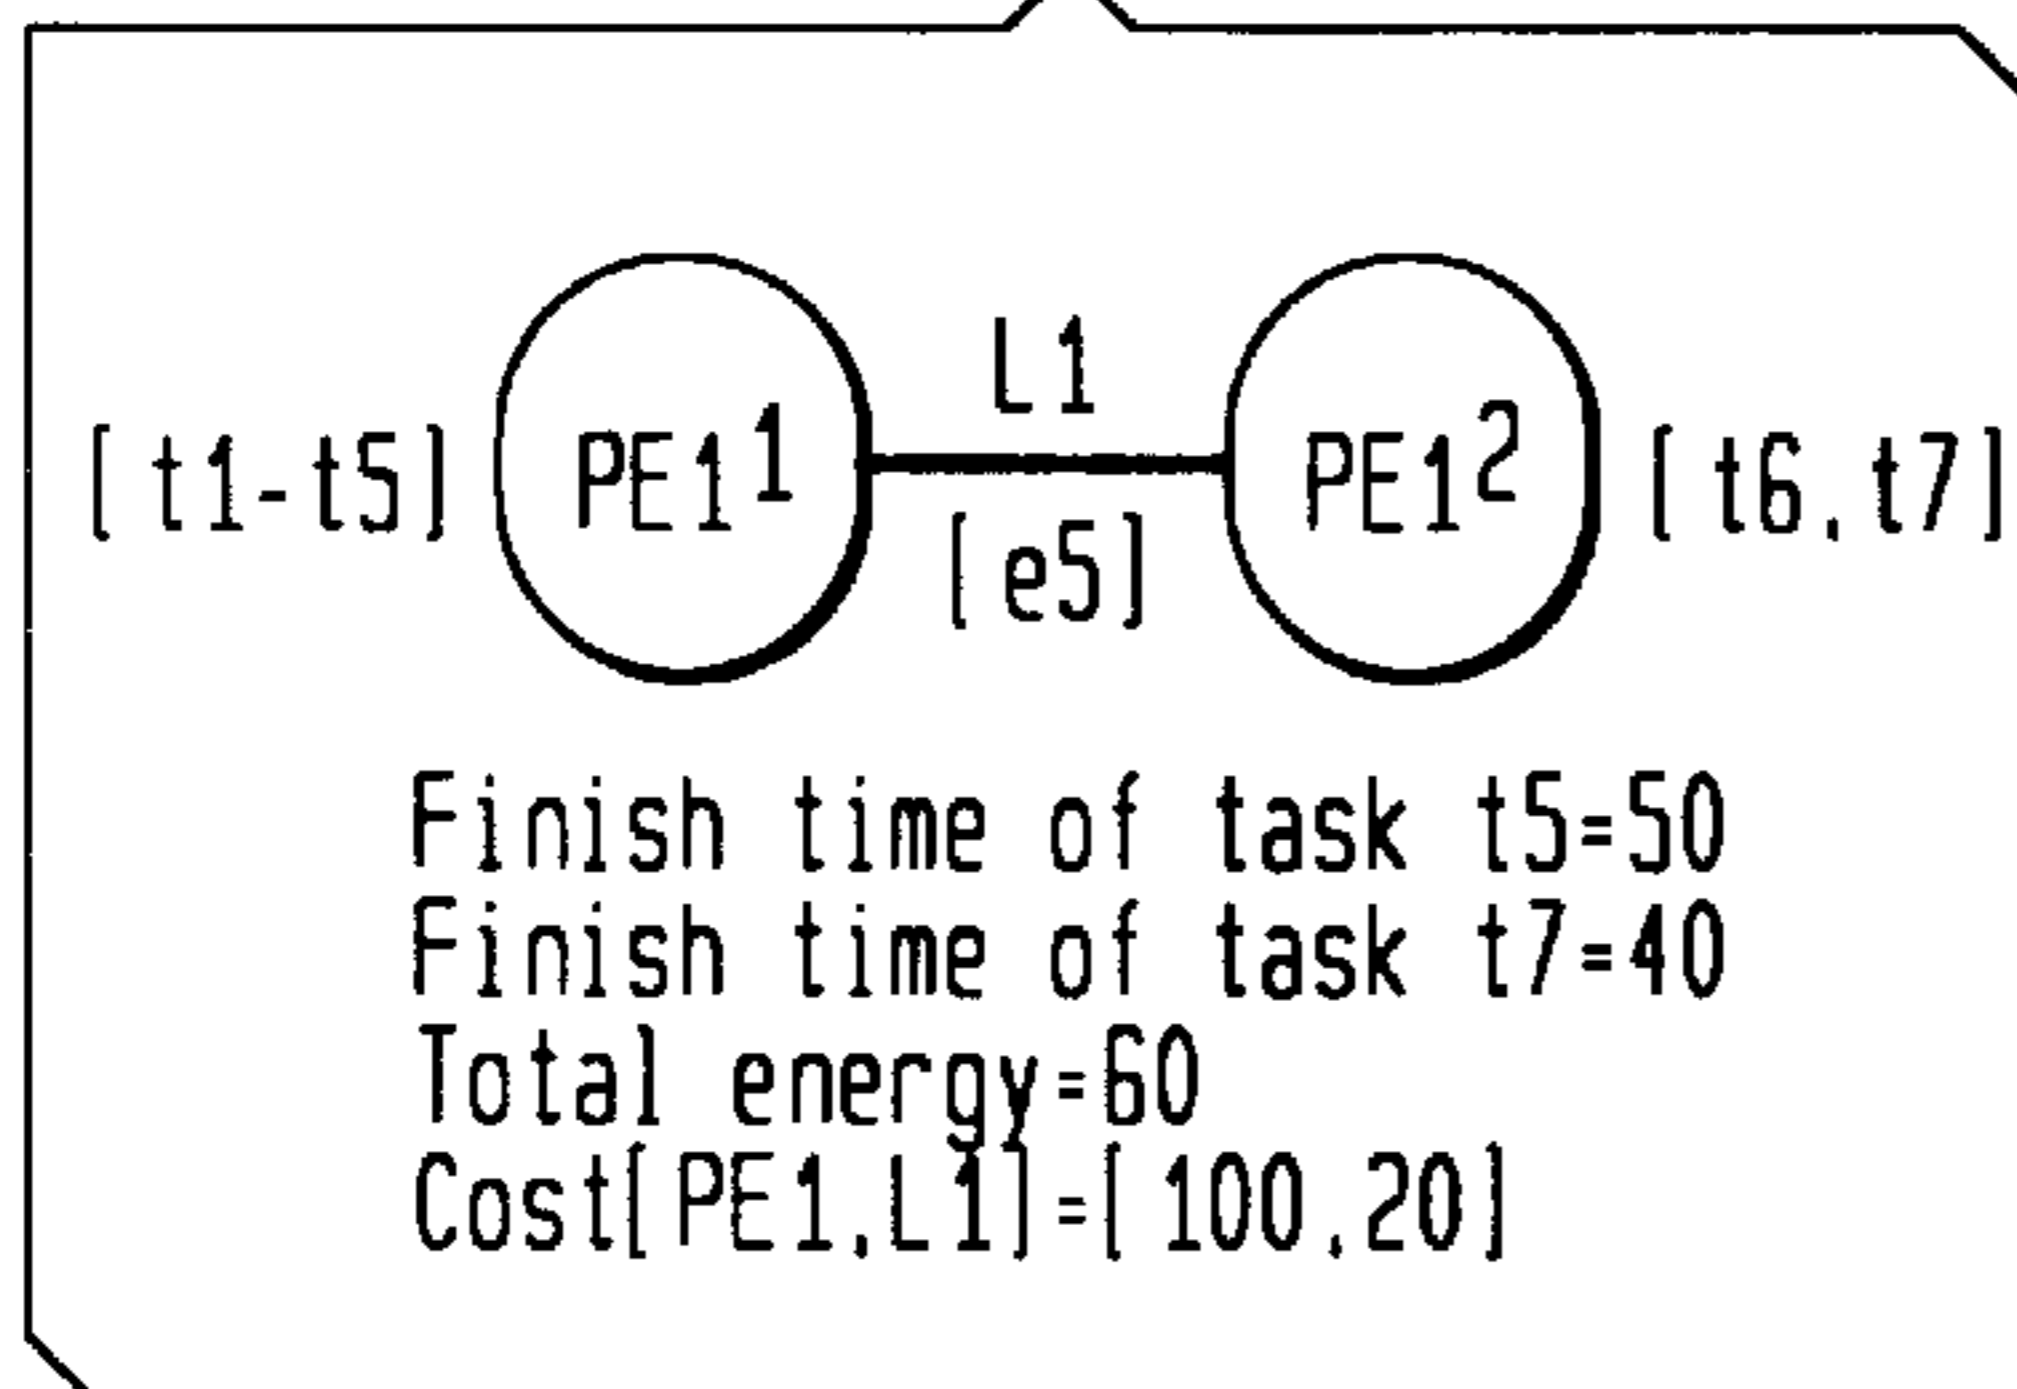 L1
(t1-t5) PE1¹ PE1² (t6,t7)
(e5)
Finish time of task t5=50
Finish time of task t7=40
Total energy=60
Cost(PE1,L1)=(100,20)